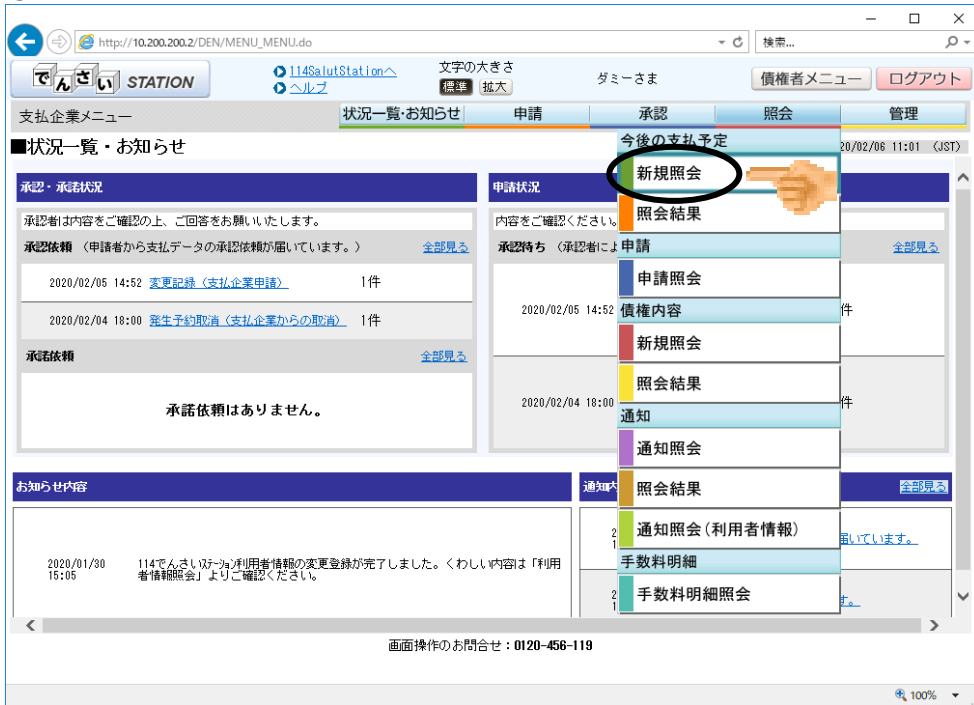 http://10.200.200.2/DEN/MENU_MENU.do
検索...
でんさい STATION
114SalutStationへ
ヘルプ
文字の大きさ
標準 拡大
ダミーさま
債権者メニュー
ログアウト
支払企業メニュー
状況一覧･お知らせ 申請 承認 照会 管理
■状況一覧・お知らせ
20/02/06 11:01 (JST)
承認・承諾状況
承認者は内容をご確認の上、ご回答をお願いいたします。
承認依頼 (申請者から支払データの承認依頼が届いています。) 全部見る
2020/02/05 14:52 変更記録(支払企業申請) 1件
2020/02/04 18:00 発生予約取消(支払企業からの取消) 1件
承諾依頼 全部見る
承諾依頼はありません。
申請状況
内容をご確認ください。
承認待ち (承認者によ 全部見る
2020/02/05 14:52 件
2020/02/04 18:00 件
今後の支払予定
新規照会
照会結果
申請
申請照会
債権内容
新規照会
照会結果
通知
通知照会
照会結果
通知照会(利用者情報)
手数料明細
手数料明細照会
お知らせ内容
2020/01/30 15:05
114でんさいステーション利用者情報の変更登録が完了しました。くわしい内容は「利用
者情報照会」よりご確認ください。
通知内 全部見る
届いています。
す。
画面操作のお問合せ：0120-456-119
100%